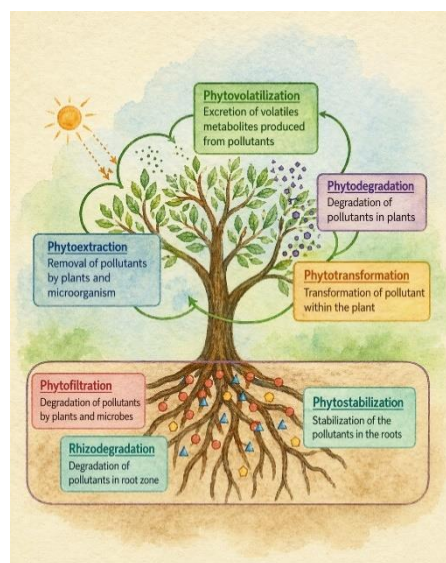 Phytovolatilization
Excretion of volatiles
metabolites produced
from pollutants
Phytodegradation
Degradation of
pollutants in plants
Phytoextraction
Removal of pollutants
by plants and
microorganism
Phytotransformation
Transformation of pollutant
within the plant
Phytofiltration
Degradation of pollutants
by plants and microbes
Phytostabilization
Stabilization of the
pollutants in the roots
Rhizodegradation
Degradation of
pollutants in root zone